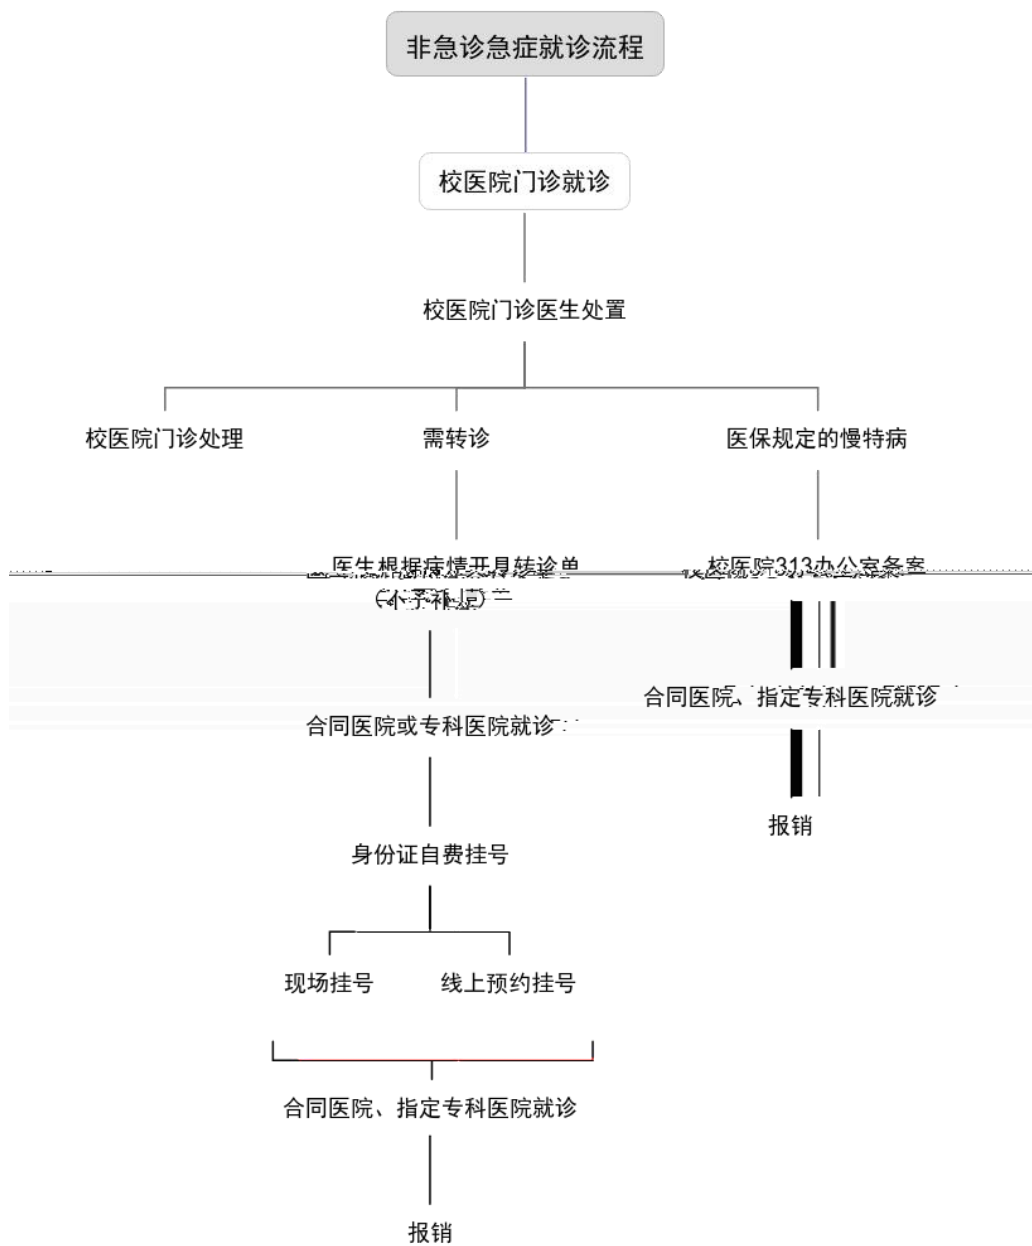 非急诊急症就诊流程
校医院门诊就诊
校医院门诊医生处置
校医院门诊处理
需转诊
医保规定的慢特病
医生根据病情开具转诊单
校医院313办公室备案
(不予补后)
合同医院、指定专科医院就诊
合同医院或专科医院就诊
报销
身份证自费挂号
现场挂号
线上预约挂号
合同医院、指定专科医院就诊
报销